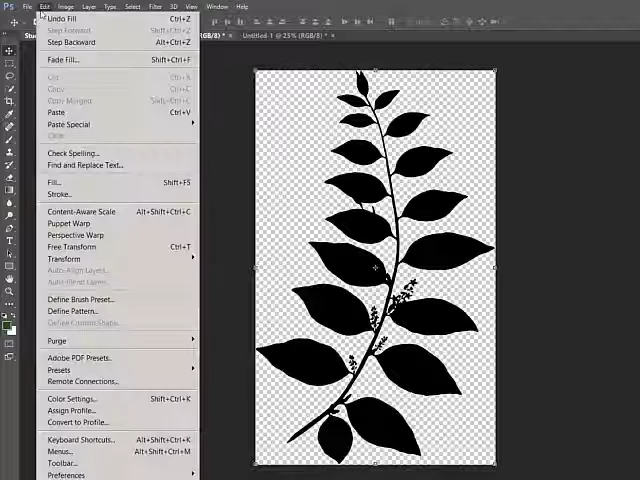 Ps File Edit Image Layer Type Select Filter 3D View Window Help
RGB/8) * × Untitled-1 @ 25% (RGB/8) * ×
Undo Fill Ctrl+Z
Step Forward Shift+Ctrl+Z
Step Backward Alt+Ctrl+Z
Fade Fill... Shift+Ctrl+F
Cut Ctrl+X
Copy Ctrl+C
Copy Merged Shift+Ctrl+C
Paste Ctrl+V
Paste Special
Clear
Check Spelling...
Find and Replace Text...
Fill... Shift+F5
Stroke...
Content-Aware Scale Alt+Shift+Ctrl+C
Puppet Warp
Perspective Warp
Free Transform Ctrl+T
Transform
Auto-Align Layers...
Auto-Blend Layers...
Define Brush Preset...
Define Pattern...
Define Custom Shape...
Purge
Adobe PDF Presets...
Presets
Remote Connections...
Color Settings... Shift+Ctrl+K
Assign Profile...
Convert to Profile...
Keyboard Shortcuts... Alt+Shift+Ctrl+K
Menus... Alt+Shift+Ctrl+M
Toolbar...
Preferences